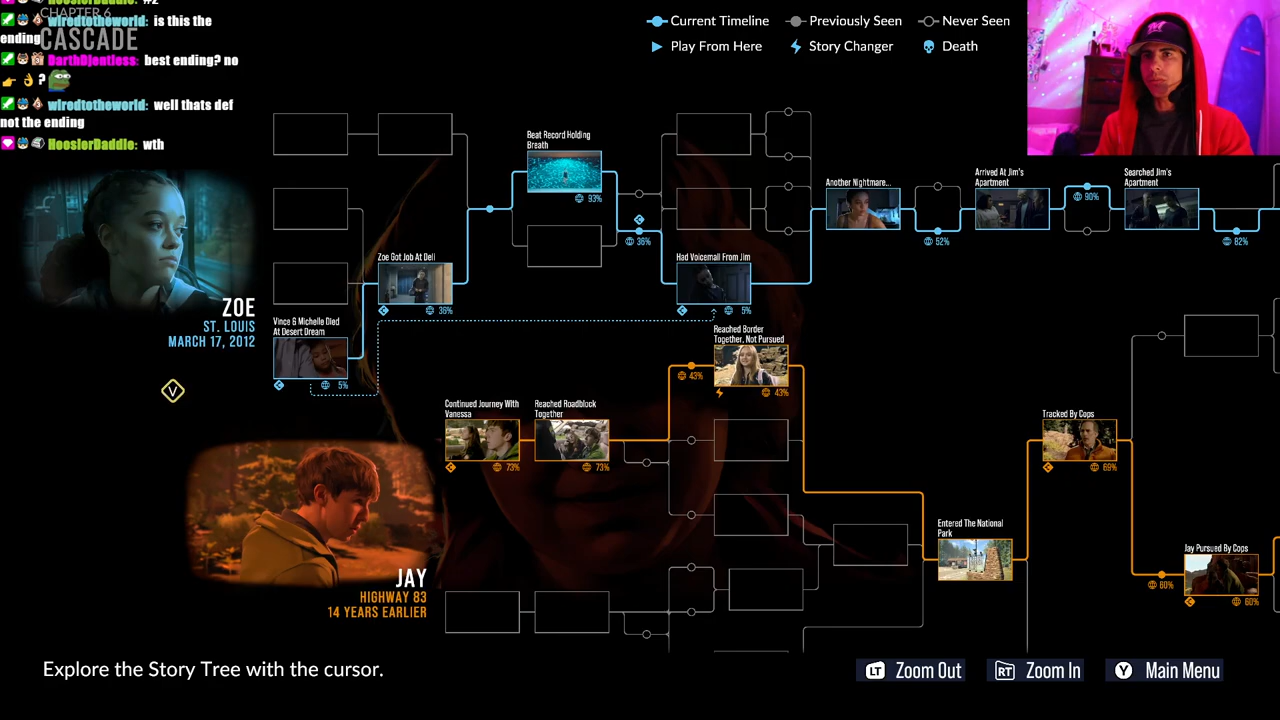 HoosierDaddie: #2
wiredtotheworld: is this the
ending
DarthDjentless: best ending? no
?
wiredtotheworld: well thats def
not the ending
HoosierDaddie: wth
CHAPTER 6
CASCADE
Current Timeline
Previously Seen
Never Seen
Play From Here
Story Changer
Death
ZOE
ST. LOUIS
MARCH 17, 2012
V
Vince & Michelle Died
At Desert Dream
5%
Zoe Got Job At Deli
36%
Beat Record Holding
Breath
93%
36%
Had Voicemail From Jim
5%
Another Nightmare...
52%
Arrived At Jim's
Apartment
90%
Searched Jim's
Apartment
82%
JAY
HIGHWAY 83
14 YEARS EARLIER
Continued Journey With
Vanessa
73%
Reached Roadblock
Together
73%
43%
Reached Border
Together, Not Pursued
43%
Entered The National
Park
Tracked By Cops
69%
60%
Jay Pursued By Cops
60%
Explore the Story Tree with the cursor.
LT Zoom Out
RT Zoom In
Y Main Menu